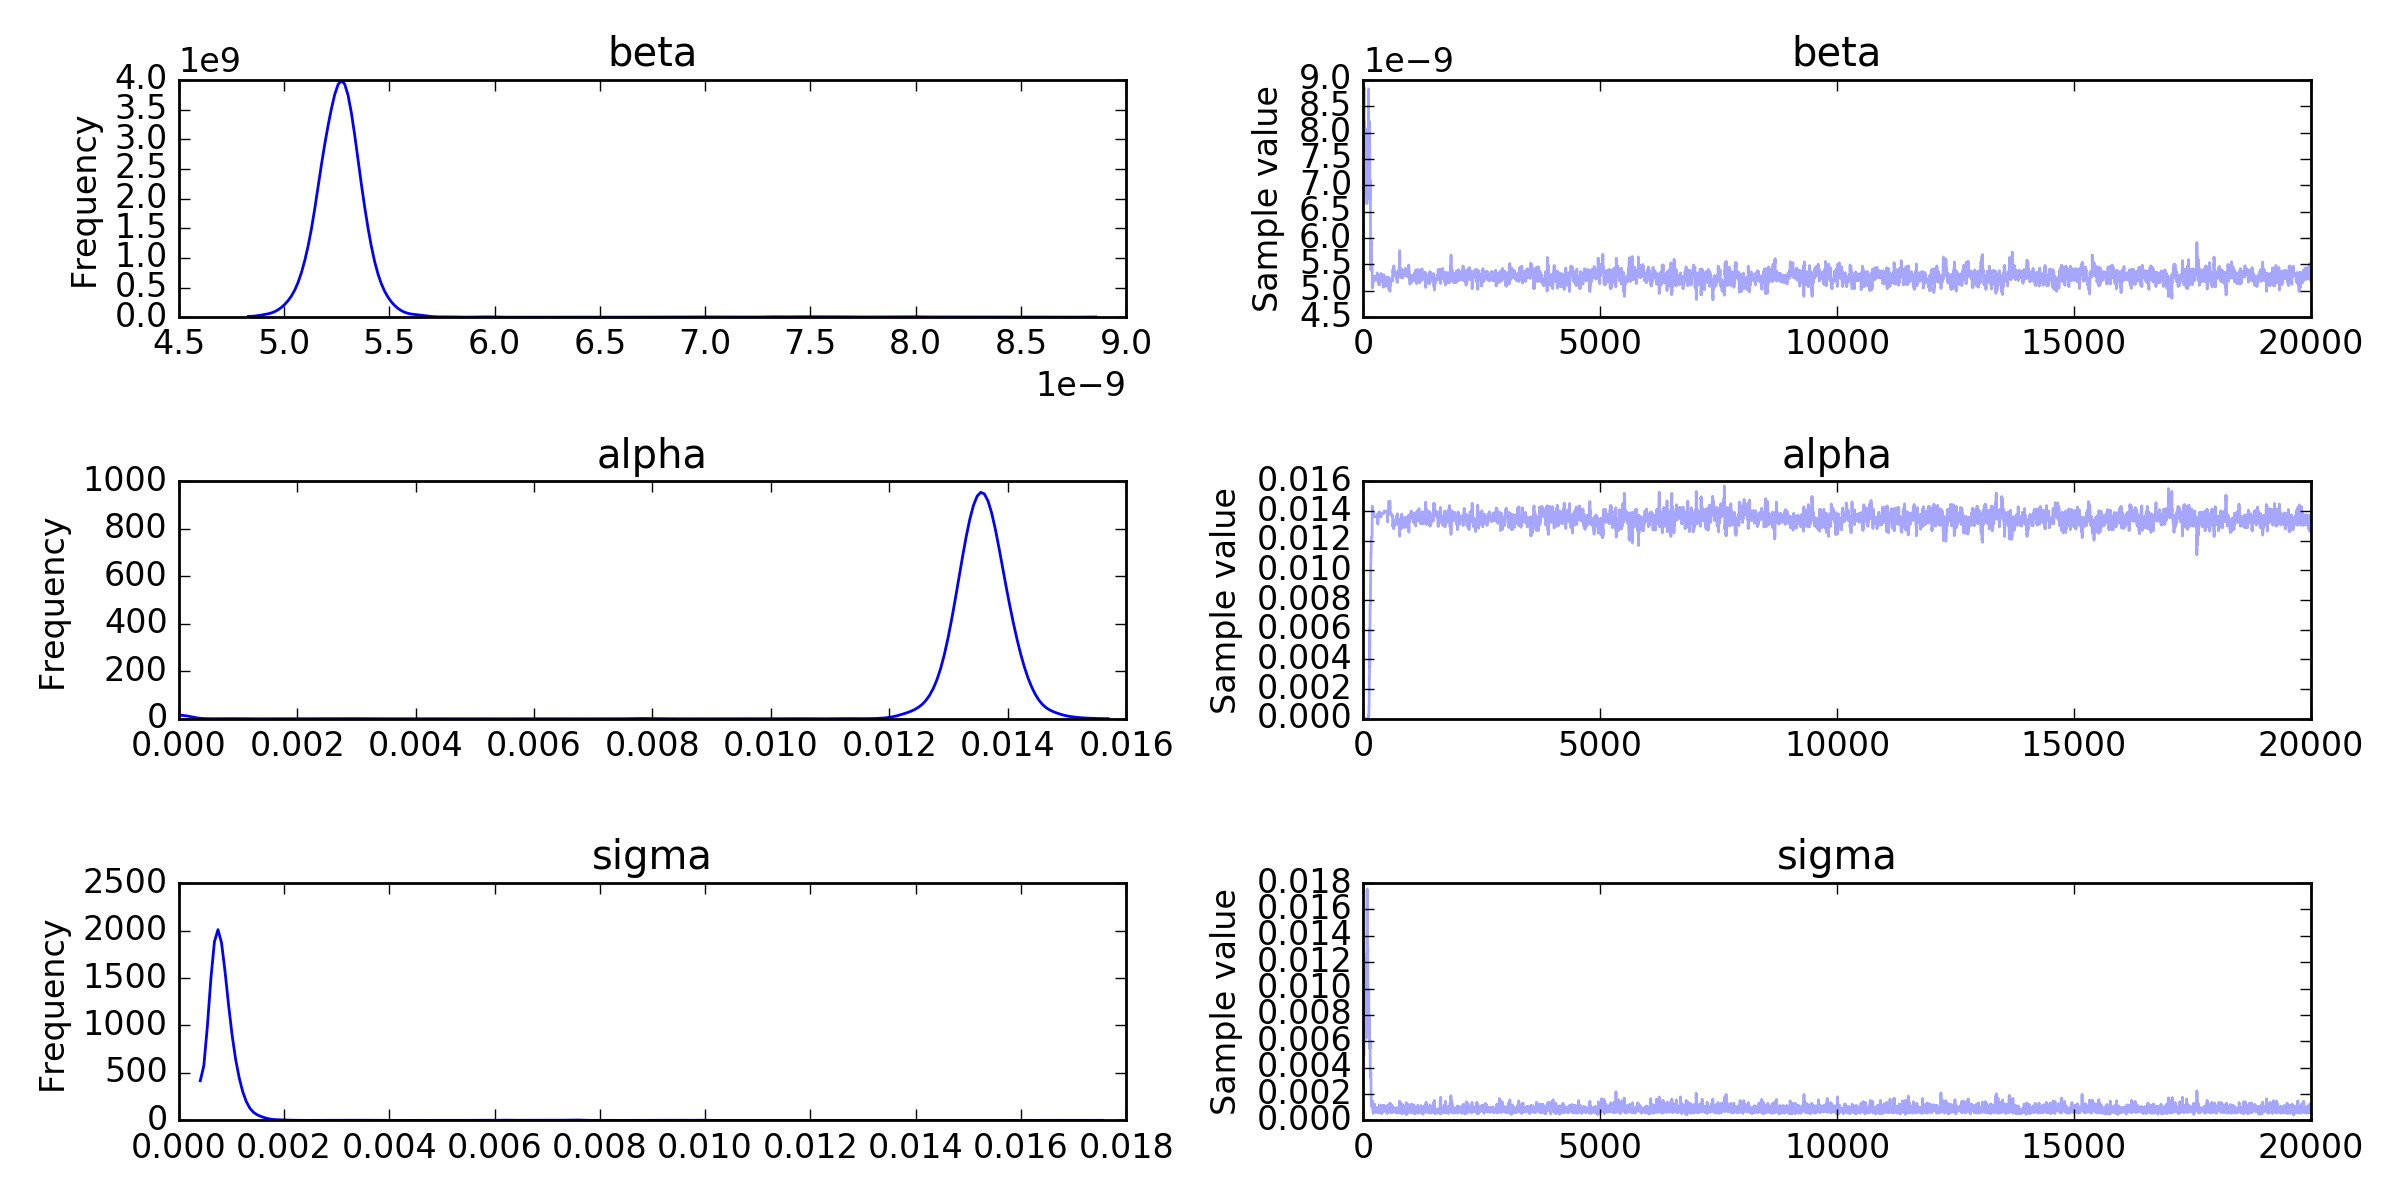 beta
1e9
4.0
3.5
3.0
2.5
2.0
1.5
1.0
0.5
0.0
Frequency
4.5 5.0 5.5 6.0 6.5 7.0 7.5 8.0 8.5 9.0
1e−9
beta
1e−9
9.0
8.5
8.0
7.5
7.0
6.5
6.0
5.5
5.0
4.5
Sample value
0 5000 10000 15000 20000
alpha
1000
800
600
400
200
0
Frequency
0.000 0.002 0.004 0.006 0.008 0.010 0.012 0.014 0.016
alpha
0.016
0.014
0.012
0.010
0.008
0.006
0.004
0.002
0.000
Sample value
0 5000 10000 15000 20000
sigma
2500
2000
1500
1000
500
0
Frequency
0.000 0.002 0.004 0.006 0.008 0.010 0.012 0.014 0.016 0.018
sigma
0.018
0.016
0.014
0.012
0.010
0.008
0.006
0.004
0.002
0.000
Sample value
0 5000 10000 15000 20000